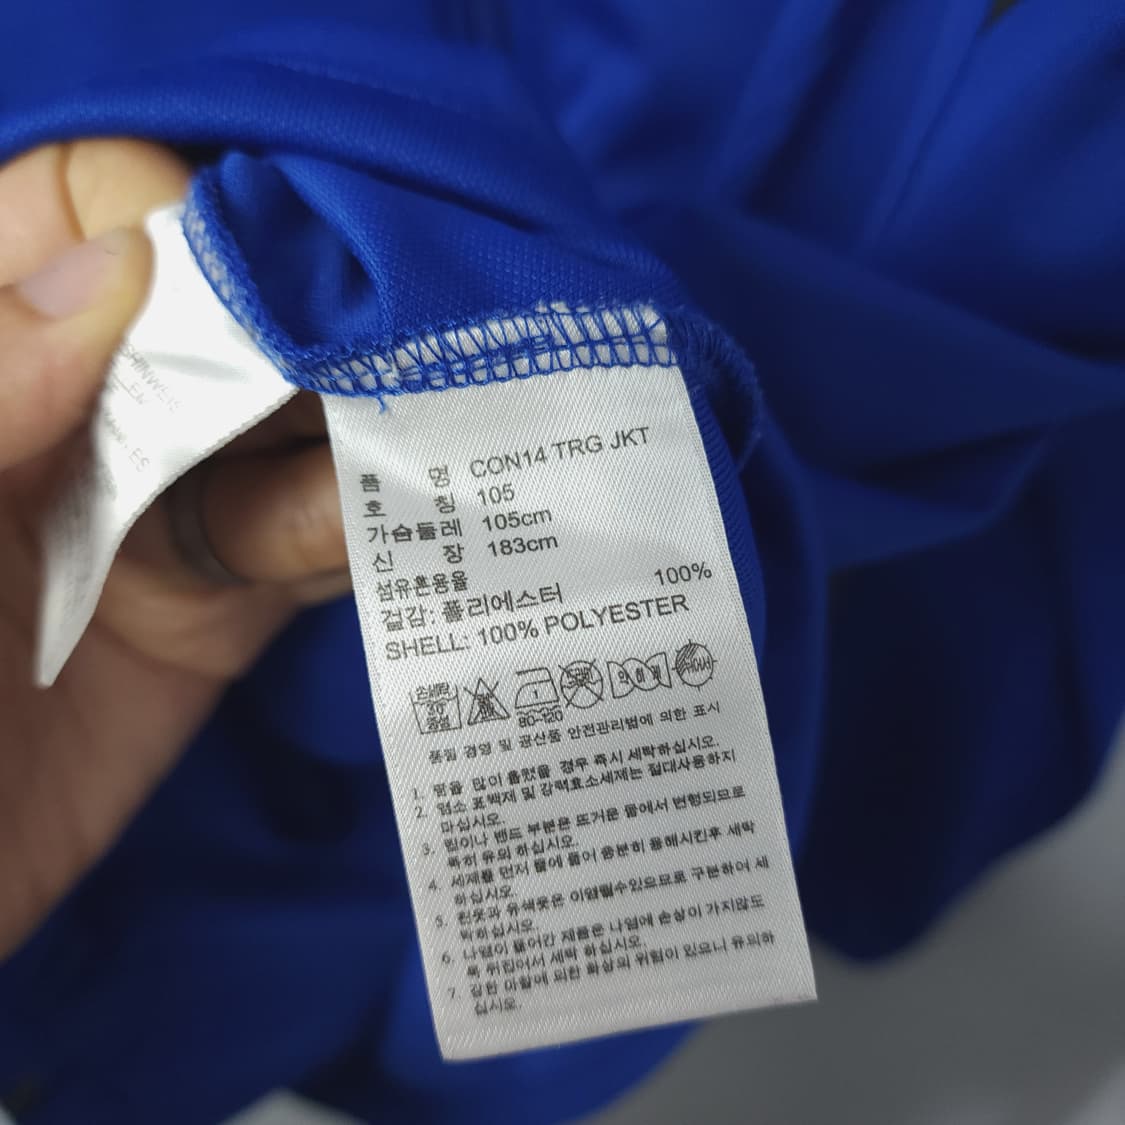 품 명 CON14 TRG JKT
호 칭 105
가슴둘레 105cm
신 장 183cm
섬유혼용율
겉감: 폴리에스터 100%
SHELL: 100% POLYESTER
손세탁
30
중성
80-120
품질 경영 및 공산품 안전관리법에 의한 표시
1. 땀을 많이 흘렸을 경우 즉시 세탁하십시오.
2. 염소 표백제 및 강력효소세제는 절대사용하지
마십시오.
3. 립이나 밴드 부분은 뜨거운 물에서 변형되므로
특히 유의 하십시오.
4. 세제를 먼저 물에 풀어 충분히 용해시킨후 세탁
하십시오.
5. 흰옷과 유색옷은 이염될수있으므로 구분하여 세
탁하십시오.
6. 나염이 들어간 제품은 나염에 손상이 가지않도
록 뒤집어서 세탁 하십시오.
7. 강한 마찰에 의한 화상의 위험이 있으니 유의하
십시오.